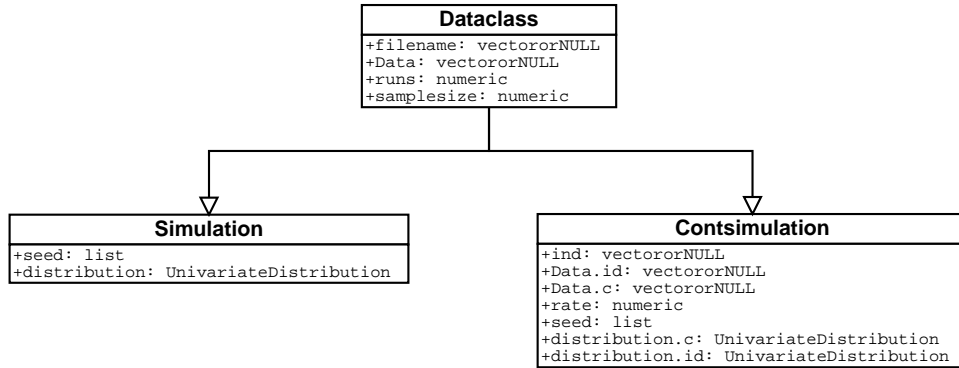 Dataclass
+filename: vectororNULL
+Data: vectororNULL
+runs: numeric
+samplesize: numeric
Simulation
+seed: list
+distribution: UnivariateDistribution
Contsimulation
+ind: vectororNULL
+Data.id: vectororNULL
+Data.c: vectororNULL
+rate: numeric
+seed: list
+distribution.c: UnivariateDistribution
+distribution.id: UnivariateDistribution